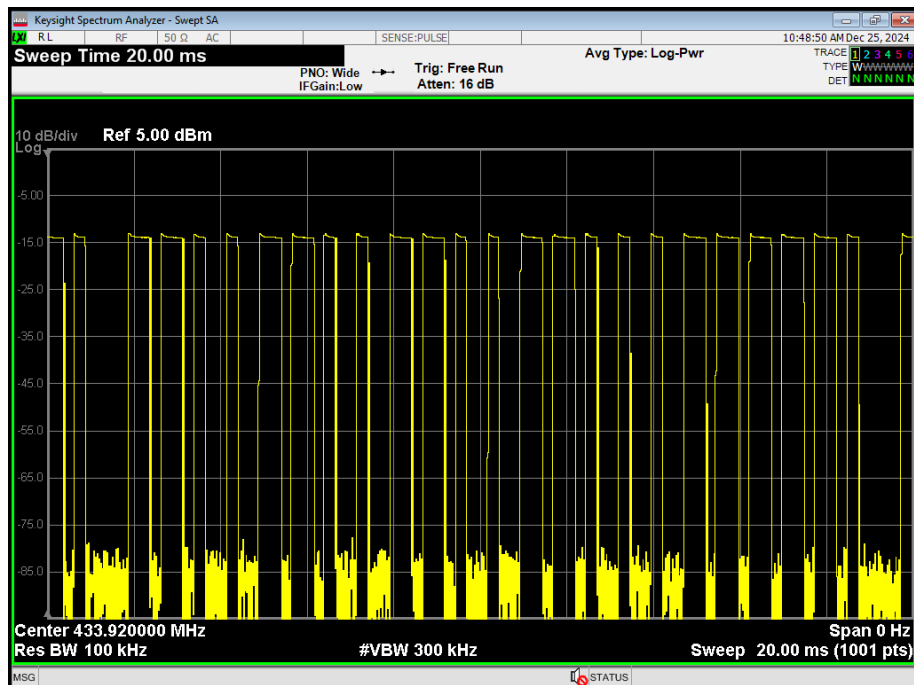 Keysight Spectrum Analyzer - Swept SA
LXI RL RF 50 Ω AC SENSE:PULSE 10:48:50 AM Dec 25, 2024
Sweep Time 20.00 ms
PNO: Wide
IFGain:Low
Trig: Free Run
Atten: 16 dB
Avg Type: Log-Pwr
TRACE 1 2 3 4 5 6
TYPE WWWWWW
DET N N N N N N
10 dB/div Ref 5.00 dBm
Log
-5.00
-15.0
-25.0
-35.0
-45.0
-55.0
-65.0
-75.0
-85.0
Center 433.920000 MHz Span 0 Hz
Res BW 100 kHz #VBW 300 kHz Sweep 20.00 ms (1001 pts)
MSG STATUS